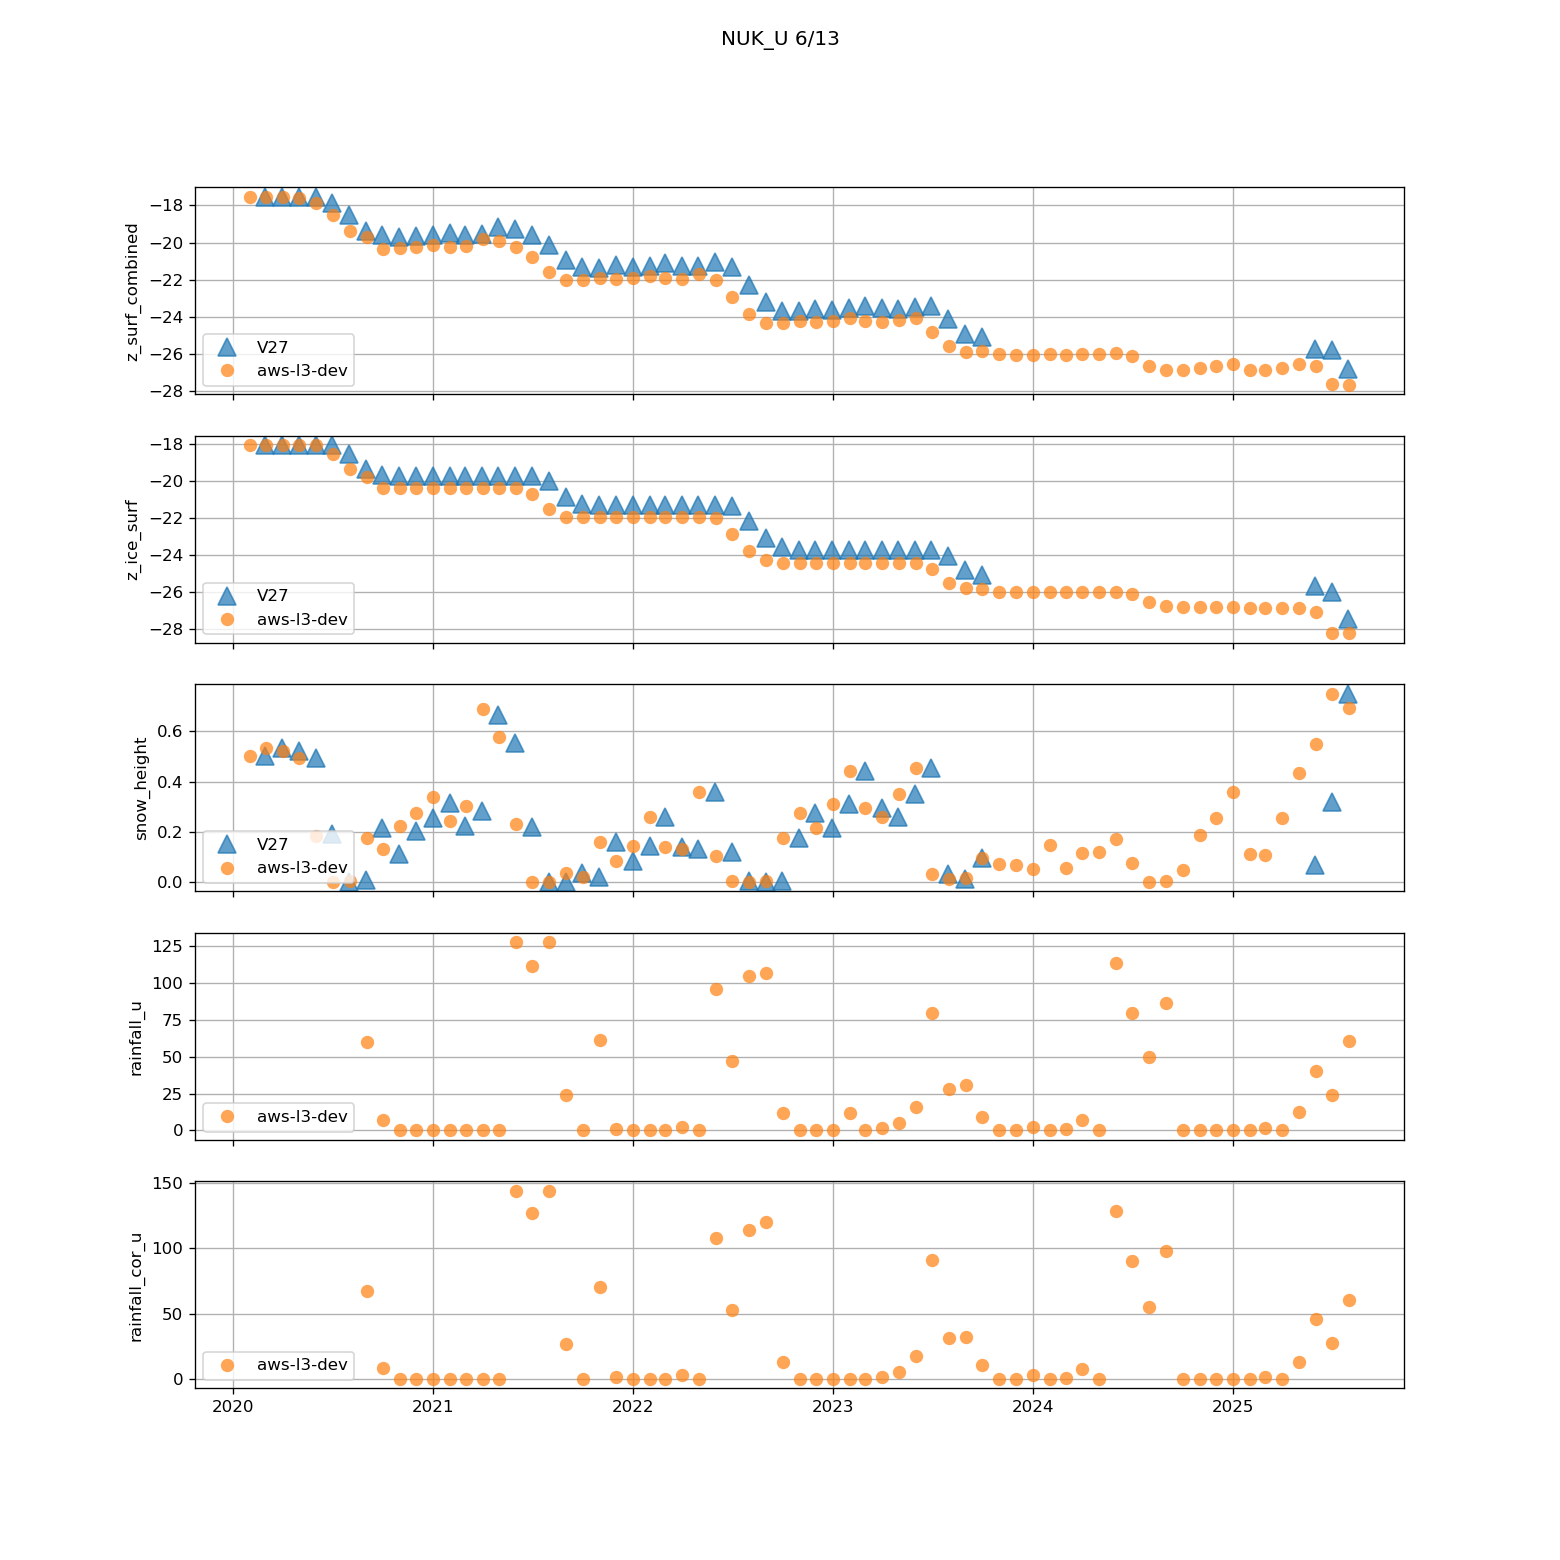 NUK_U 6/13
z_surf_combined
−18
−20
−22
−24
−26
−28
V27
aws-l3-dev
z_ice_surf
−18
−20
−22
−24
−26
−28
V27
aws-l3-dev
snow_height
0.6
0.4
0.2
0.0
V27
aws-l3-dev
rainfall_u
125
100
75
50
25
0
aws-l3-dev
rainfall_cor_u
150
100
50
0
aws-l3-dev
2020 2021 2022 2023 2024 2025